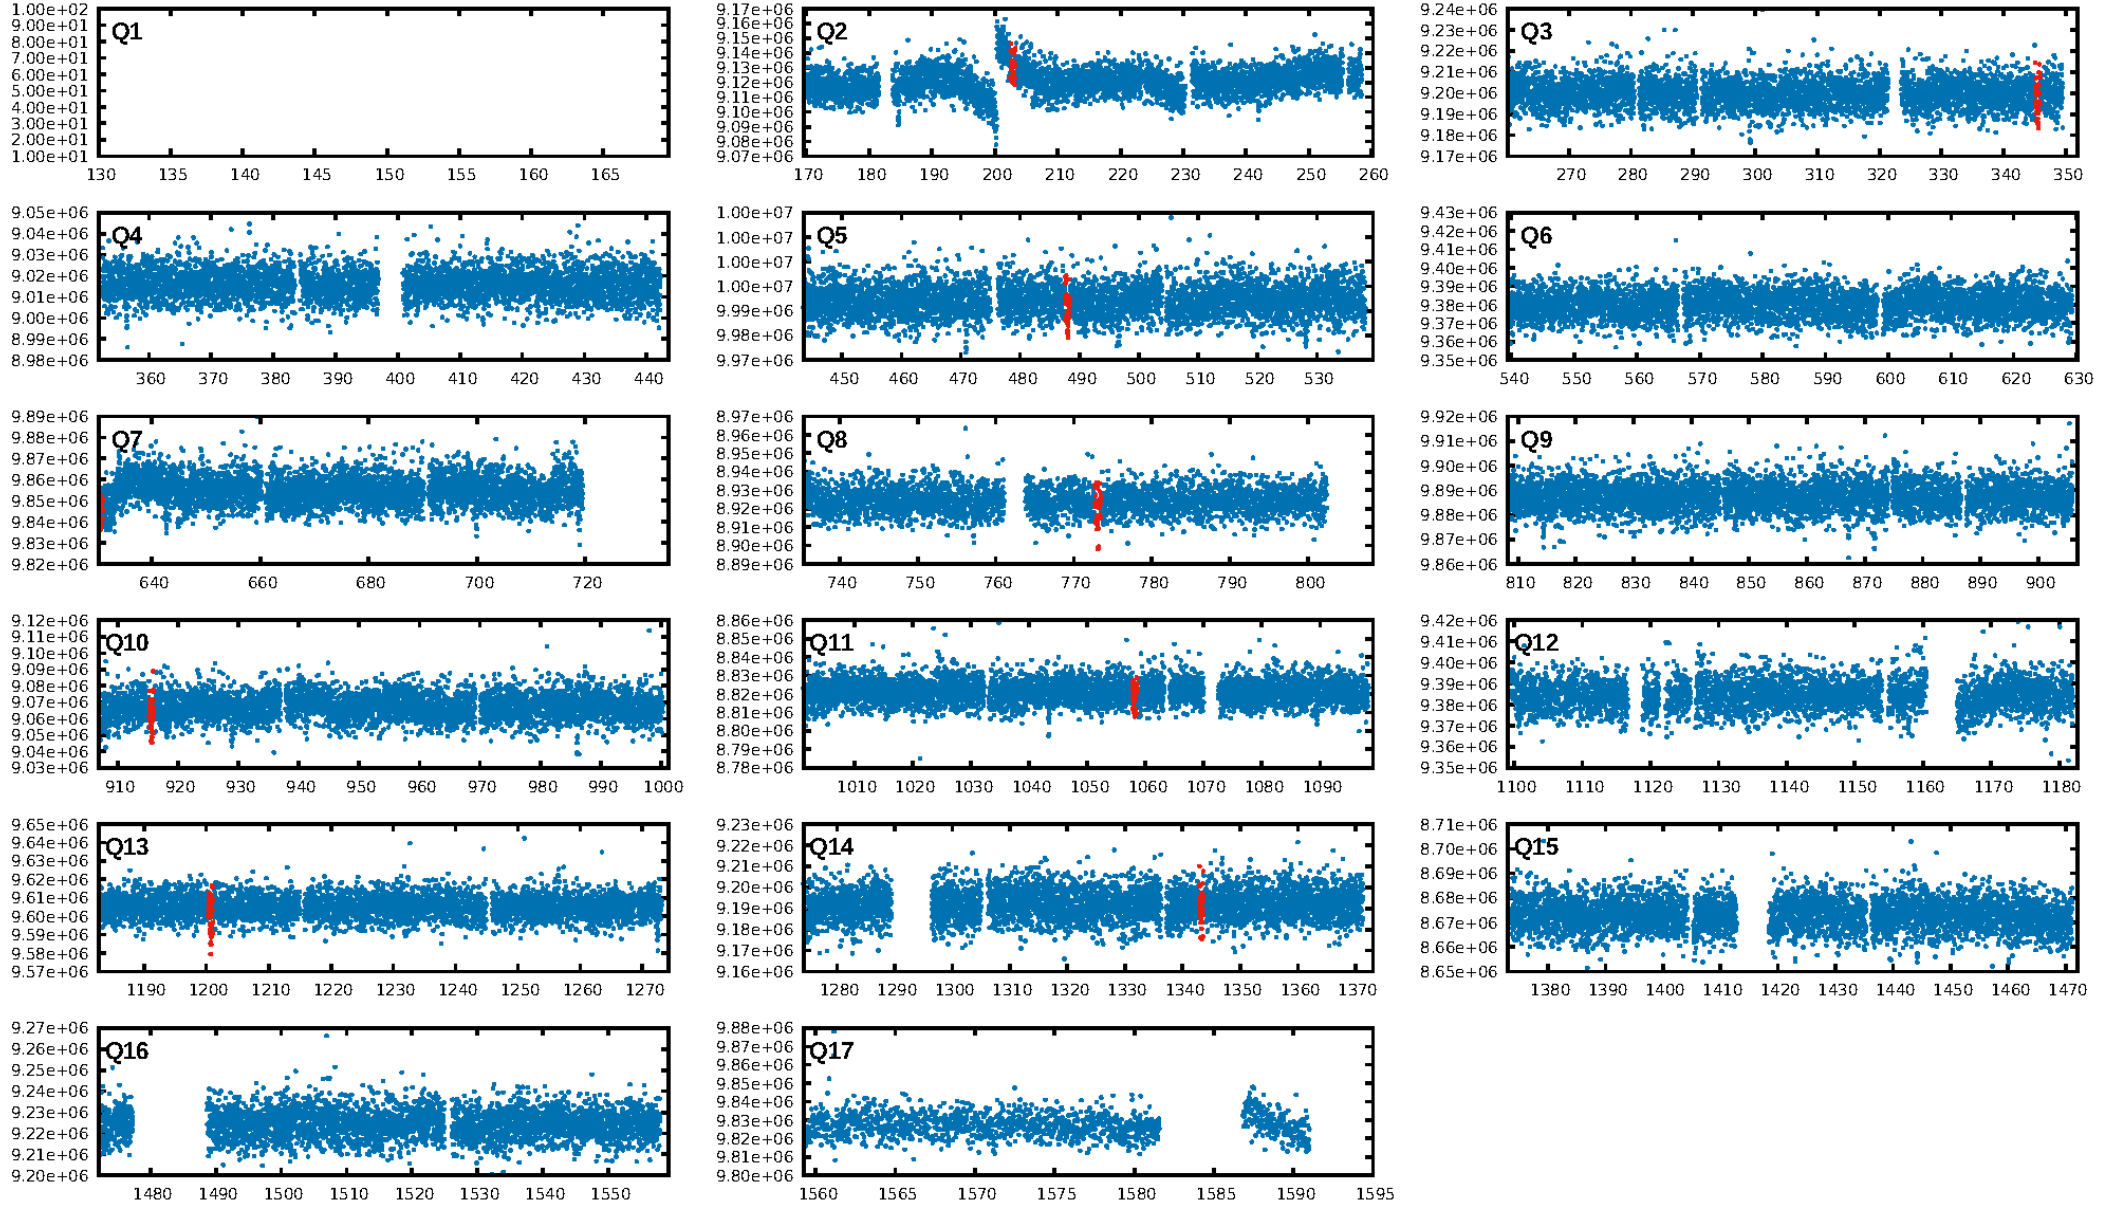 Q1
1.00e+02
9.00e+01
8.00e+01
7.00e+01
6.00e+01
5.00e+01
4.00e+01
3.00e+01
2.00e+01
1.00e+01
130 135 140 145 150 155 160 165
Q2
9.17e+06
9.16e+06
9.15e+06
9.14e+06
9.13e+06
9.12e+06
9.11e+06
9.10e+06
9.09e+06
9.08e+06
9.07e+06
170 180 190 200 210 220 230 240 250 260
Q3
9.24e+06
9.23e+06
9.22e+06
9.21e+06
9.20e+06
9.19e+06
9.18e+06
9.17e+06
270 280 290 300 310 320 330 340 350
Q4
9.05e+06
9.04e+06
9.03e+06
9.02e+06
9.01e+06
9.00e+06
8.99e+06
8.98e+06
360 370 380 390 400 410 420 430 440
Q5
1.00e+07
1.00e+07
1.00e+07
1.00e+07
9.99e+06
9.98e+06
9.97e+06
450 460 470 480 490 500 510 520 530
Q6
9.43e+06
9.42e+06
9.41e+06
9.40e+06
9.39e+06
9.38e+06
9.37e+06
9.36e+06
9.35e+06
540 550 560 570 580 590 600 610 620 630
Q7
9.89e+06
9.88e+06
9.87e+06
9.86e+06
9.85e+06
9.84e+06
9.83e+06
9.82e+06
640 660 680 700 720
Q8
8.97e+06
8.96e+06
8.95e+06
8.94e+06
8.93e+06
8.92e+06
8.91e+06
8.90e+06
8.89e+06
740 750 760 770 780 790 800
Q9
9.92e+06
9.91e+06
9.90e+06
9.89e+06
9.88e+06
9.87e+06
9.86e+06
810 820 830 840 850 860 870 880 890 900
Q10
9.12e+06
9.11e+06
9.10e+06
9.09e+06
9.08e+06
9.07e+06
9.06e+06
9.05e+06
9.04e+06
9.03e+06
910 920 930 940 950 960 970 980 990 1000
Q11
8.86e+06
8.85e+06
8.84e+06
8.83e+06
8.82e+06
8.81e+06
8.80e+06
8.79e+06
8.78e+06
1010 1020 1030 1040 1050 1060 1070 1080 1090
Q12
9.42e+06
9.41e+06
9.40e+06
9.39e+06
9.38e+06
9.37e+06
9.36e+06
9.35e+06
1100 1110 1120 1130 1140 1150 1160 1170 1180
Q13
9.65e+06
9.64e+06
9.63e+06
9.62e+06
9.61e+06
9.60e+06
9.59e+06
9.58e+06
9.57e+06
1190 1200 1210 1220 1230 1240 1250 1260 1270
Q14
9.23e+06
9.22e+06
9.21e+06
9.20e+06
9.19e+06
9.18e+06
9.17e+06
9.16e+06
1280 1290 1300 1310 1320 1330 1340 1350 1360 1370
Q15
8.71e+06
8.70e+06
8.69e+06
8.68e+06
8.67e+06
8.66e+06
8.65e+06
1380 1390 1400 1410 1420 1430 1440 1450 1460 1470
Q16
9.27e+06
9.26e+06
9.25e+06
9.24e+06
9.23e+06
9.22e+06
9.21e+06
9.20e+06
1480 1490 1500 1510 1520 1530 1540 1550
Q17
9.88e+06
9.87e+06
9.86e+06
9.85e+06
9.84e+06
9.83e+06
9.82e+06
9.81e+06
9.80e+06
1560 1565 1570 1575 1580 1585 1590 1595